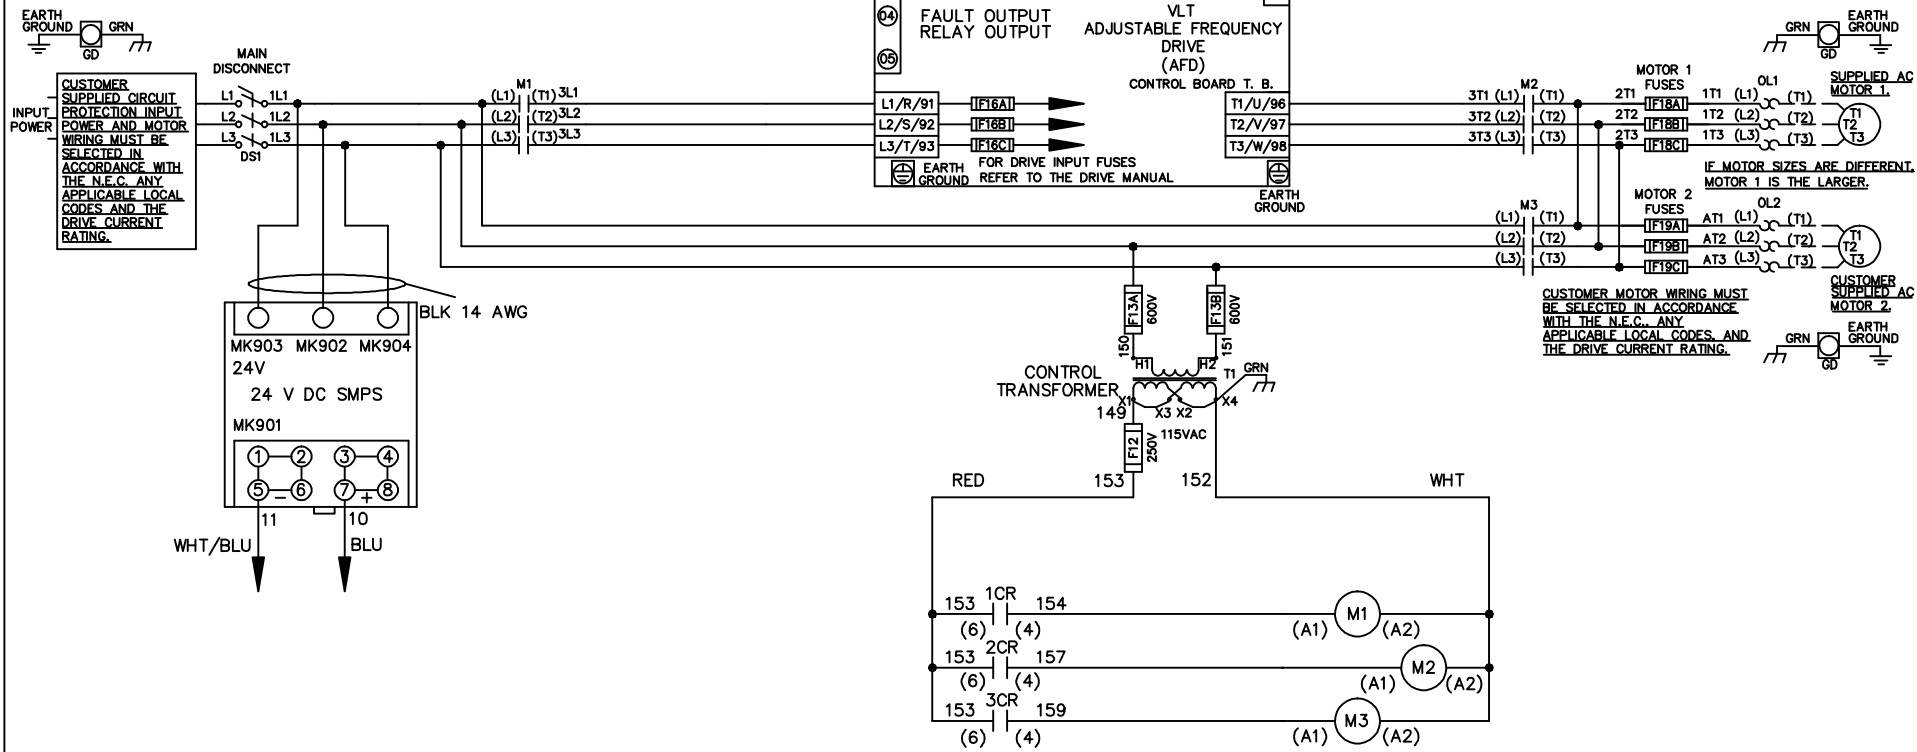 EARTH
GROUND
GRN
GD
MAIN
DISCONNECT
INPUT
POWER
CUSTOMER
SUPPLIED CIRCUIT
PROTECTION INPUT
POWER AND MOTOR
WIRING MUST BE
SELECTED IN
ACCORDANCE WITH
THE N.E.C. ANY
APPLICABLE LOCAL
CODES AND THE
DRIVE CURRENT
RATING.
L1 1L1
L2 1L2
L3 1L3
DS1
M1
(L1) (T1) 3L1
(L2) (T2) 3L2
(L3) (T3) 3L3
04
05
FAULT OUTPUT
RELAY OUTPUT
VLT
ADJUSTABLE FREQUENCY
DRIVE
(AFD)
CONTROL BOARD T. B.
L1/R/91 F16A T1/U/96
L2/S/92 F16B T2/V/97
L3/T/93 F16C T3/W/98
FOR DRIVE INPUT FUSES
REFER TO THE DRIVE MANUAL
EARTH
GROUND
EARTH
GROUND
M2
3T1 (L1) (T1)
3T2 (L2) (T2)
3T3 (L3) (T3)
MOTOR 1
FUSES
OL1
2T1 F18A 1T1 (L1) (T1)
2T2 F18B 1T2 (L2) (T2)
2T3 F18C 1T3 (L3) (T3)
GRN
EARTH
GROUND
GD
SUPPLIED AC
MOTOR 1.
T1
T2
T3
IF MOTOR SIZES ARE DIFFERENT,
MOTOR 1 IS THE LARGER.
M3
(L1) (T1)
(L2) (T2)
(L3) (T3)
MOTOR 2
FUSES
OL2
F19A AT1 (L1) (T1)
F19B AT2 (L2) (T2)
F19C AT3 (L3) (T3)
T1
T2
T3
CUSTOMER
SUPPLIED AC
MOTOR 2.
CUSTOMER MOTOR WIRING MUST
BE SELECTED IN ACCORDANCE
WITH THE N.E.C., ANY
APPLICABLE LOCAL CODES, AND
THE DRIVE CURRENT RATING.
GRN
EARTH
GROUND
GD
BLK 14 AWG
MK903 MK902 MK904
24V
24 V DC SMPS
MK901
1 2 3 4
5 - 6 7 + 8
11 10
WHT/BLU BLU
F13A 600V
F13B 600V
150 151
H1 H2
CONTROL
TRANSFORMER
T1 GRN
X1 X3 X2 X4
149
115VAC
F12 250V
RED 153 152 WHT
1CR
153 154 M1
(6) (4) (A1) (A2)
2CR
153 157 M2
(6) (4) (A1) (A2)
3CR
153 159 M3
(6) (4) (A1) (A2)